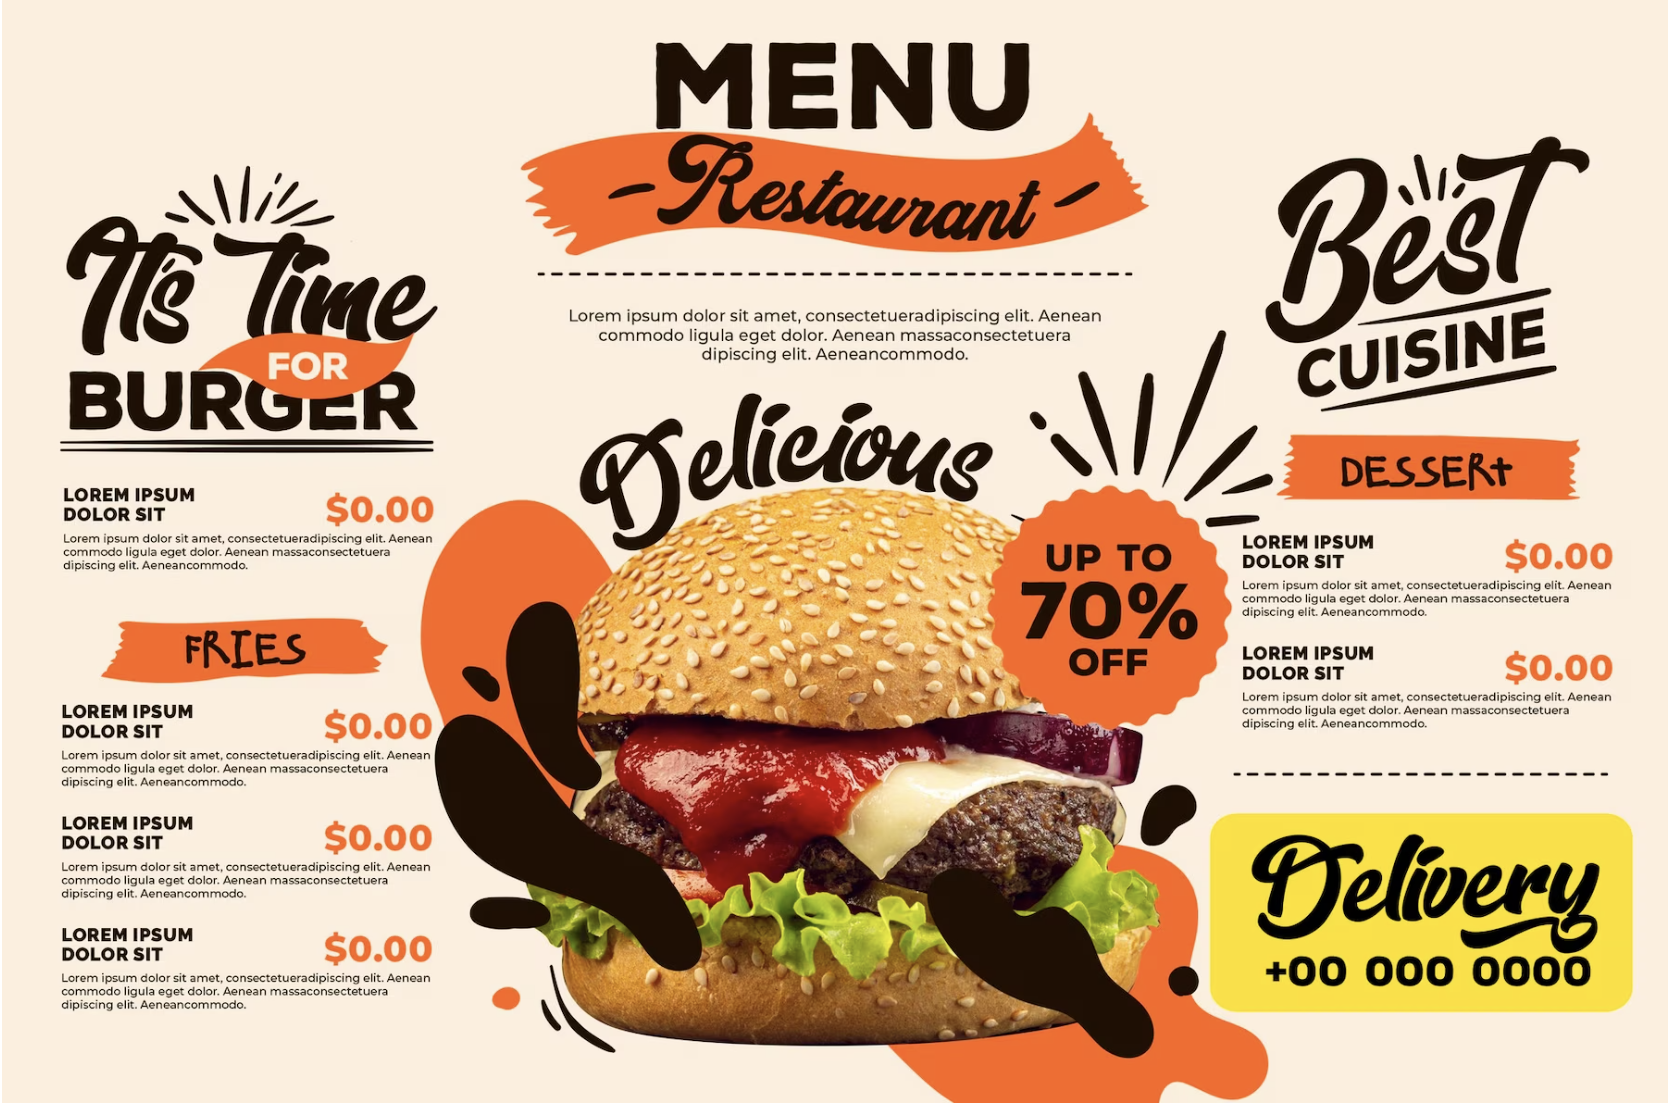 MENU
-Restaurant-
Lorem ipsum dolor sit amet, consectetueradipiscing elit. Aenean
commodo ligula eget dolor. Aenean massaconsectetuera
dipiscing elit. Aeneancommodo.
It's Time
FOR
BURGER
LOREM IPSUM
DOLOR SIT
$0.00
Lorem ipsum dolor sit amet, consectetueradipiscing elit. Aenean
commodo ligula eget dolor. Aenean massaconsectetuera
dipiscing elit. Aeneancommodo.
FRIES
LOREM IPSUM
DOLOR SIT
$0.00
Lorem ipsum dolor sit amet, consectetueradipiscing elit. Aenean
commodo ligula eget dolor. Aenean massaconsectetuera
dipiscing elit. Aeneancommodo.
LOREM IPSUM
DOLOR SIT
$0.00
Lorem ipsum dolor sit amet, consectetueradipiscing elit. Aenean
commodo ligula eget dolor. Aenean massaconsectetuera
dipiscing elit. Aeneancommodo.
LOREM IPSUM
DOLOR SIT
$0.00
Lorem ipsum dolor sit amet, consectetueradipiscing elit. Aenean
commodo ligula eget dolor. Aenean massaconsectetuera
dipiscing elit. Aeneancommodo.
Delicious
UP TO
70%
OFF
Best
CUISINE
DESSERt
LOREM IPSUM
DOLOR SIT
$0.00
Lorem ipsum dolor sit amet, consectetueradipiscing elit. Aenean
commodo ligula eget dolor. Aenean massaconsectetuera
dipiscing elit. Aeneancommodo.
LOREM IPSUM
DOLOR SIT
$0.00
Lorem ipsum dolor sit amet, consectetueradipiscing elit. Aenean
commodo ligula eget dolor. Aenean massaconsectetuera
dipiscing elit. Aeneancommodo.
Delivery
+00 000 0000